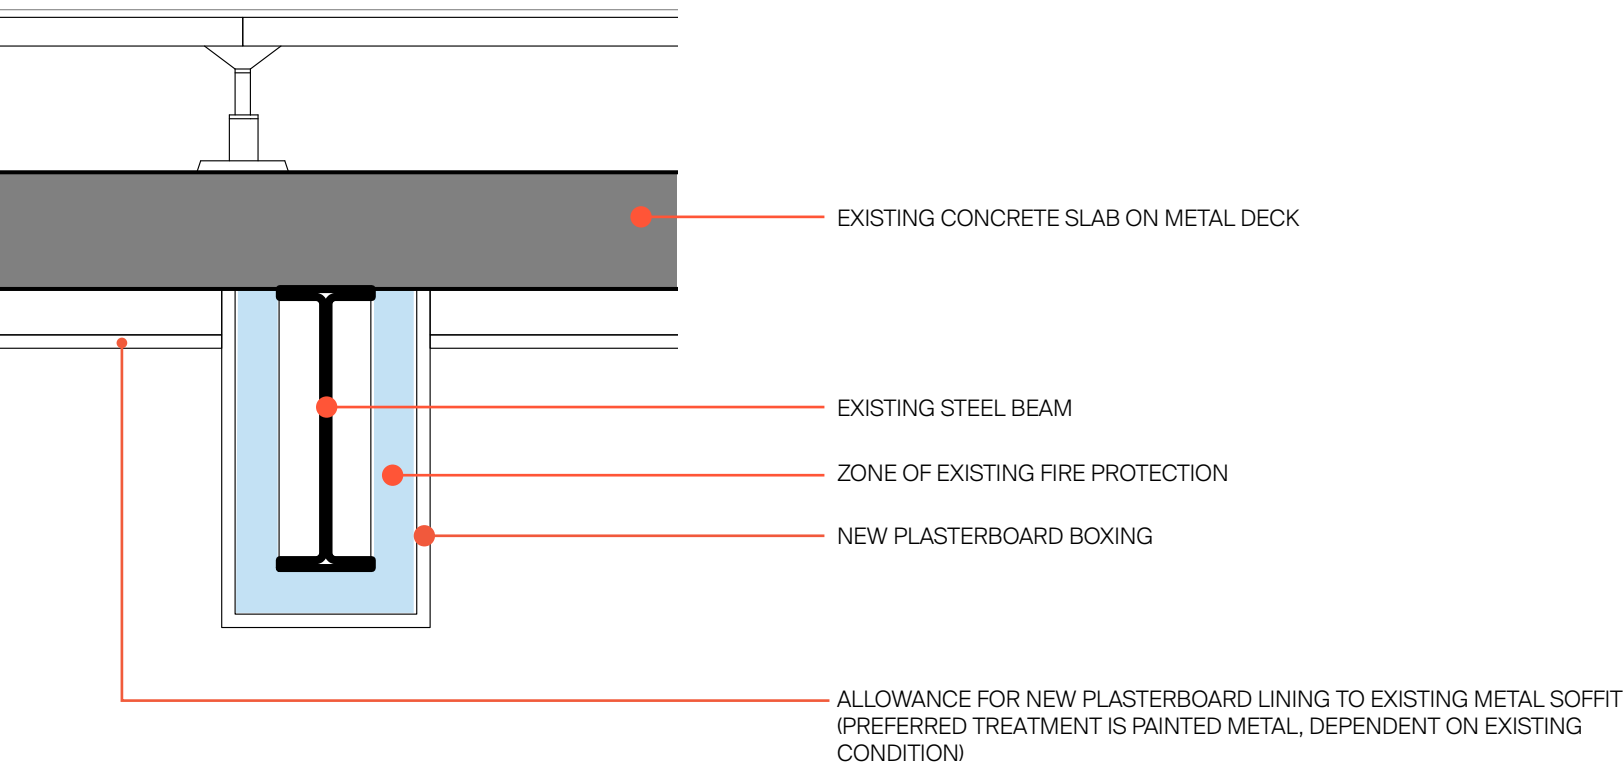 EXISTING CONCRETE SLAB ON METAL DECK
EXISTING STEEL BEAM
ZONE OF EXISTING FIRE PROTECTION
NEW PLASTERBOARD BOXING
ALLOWANCE FOR NEW PLASTERBOARD LINING TO EXISTING METAL SOFFIT
(PREFERRED TREATMENT IS PAINTED METAL, DEPENDENT ON EXISTING
CONDITION)